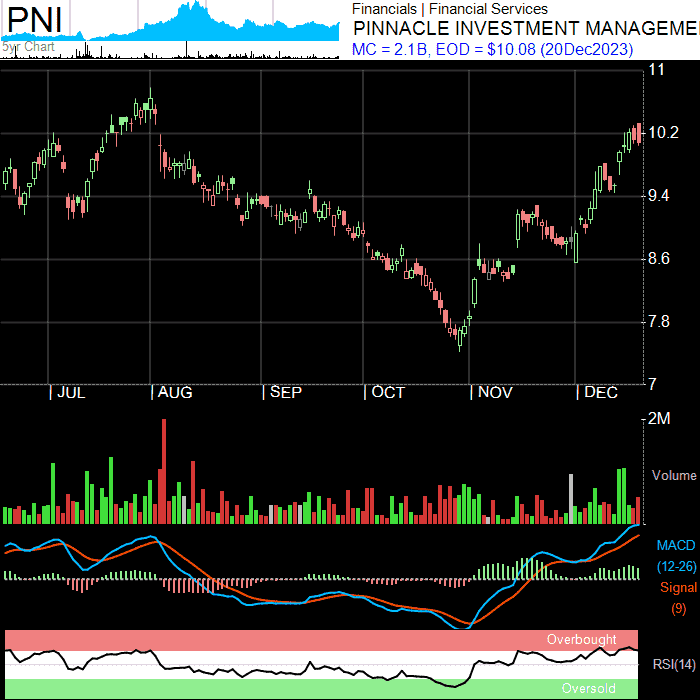 PNI
5yr Chart
Financials | Financial Services
PINNACLE INVESTMENT MANAGEME
MC = 2.1B, EOD = $10.08 (20Dec2023)
11
10.2
9.4
8.6
7.8
7
JUL AUG SEP OCT NOV DEC
2M
Volume
MACD
(12-26)
Signal
(9)
Overbought
RSI(14)
Oversold